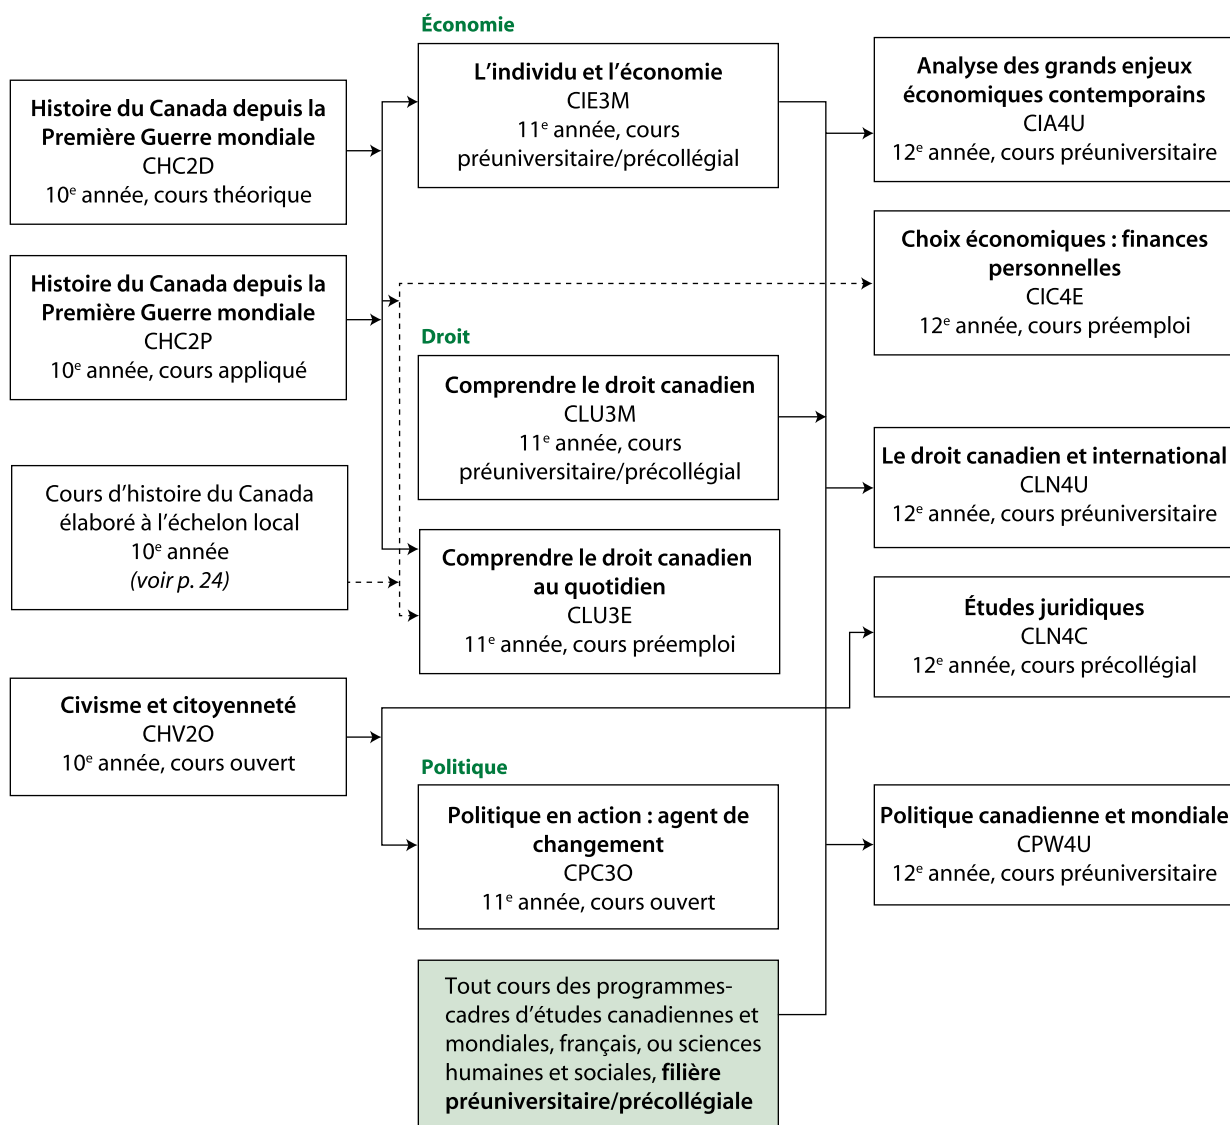 Économie
L’individu et l’économie
CIE3M
11e année, cours
préuniversitaire/précollégial
Analyse des grands enjeux
économiques contemporains
CIA4U
12e année, cours préuniversitaire
Histoire du Canada depuis la
Première Guerre mondiale
CHC2D
10e année, cours théorique
Choix économiques : finances
personnelles
CIC4E
12e année, cours préemploi
Histoire du Canada depuis la
Première Guerre mondiale
CHC2P
10e année, cours appliqué
Droit
Comprendre le droit canadien
CLU3M
11e année, cours
préuniversitaire/précollégial
Le droit canadien et international
CLN4U
12e année, cours préuniversitaire
Cours d’histoire du Canada
élaboré à l’échelon local
10e année
(voir p. 24)
Comprendre le droit canadien
au quotidien
CLU3E
11e année, cours préemploi
Études juridiques
CLN4C
12e année, cours précollégial
Civisme et citoyenneté
CHV2O
10e année, cours ouvert
Politique
Politique en action : agent de
changement
CPC3O
11e année, cours ouvert
Politique canadienne et mondiale
CPW4U
12e année, cours préuniversitaire
Tout cours des programmes-
cadres d’études canadiennes et
mondiales, français, ou sciences
humaines et sociales, filière
préuniversitaire/précollégiale